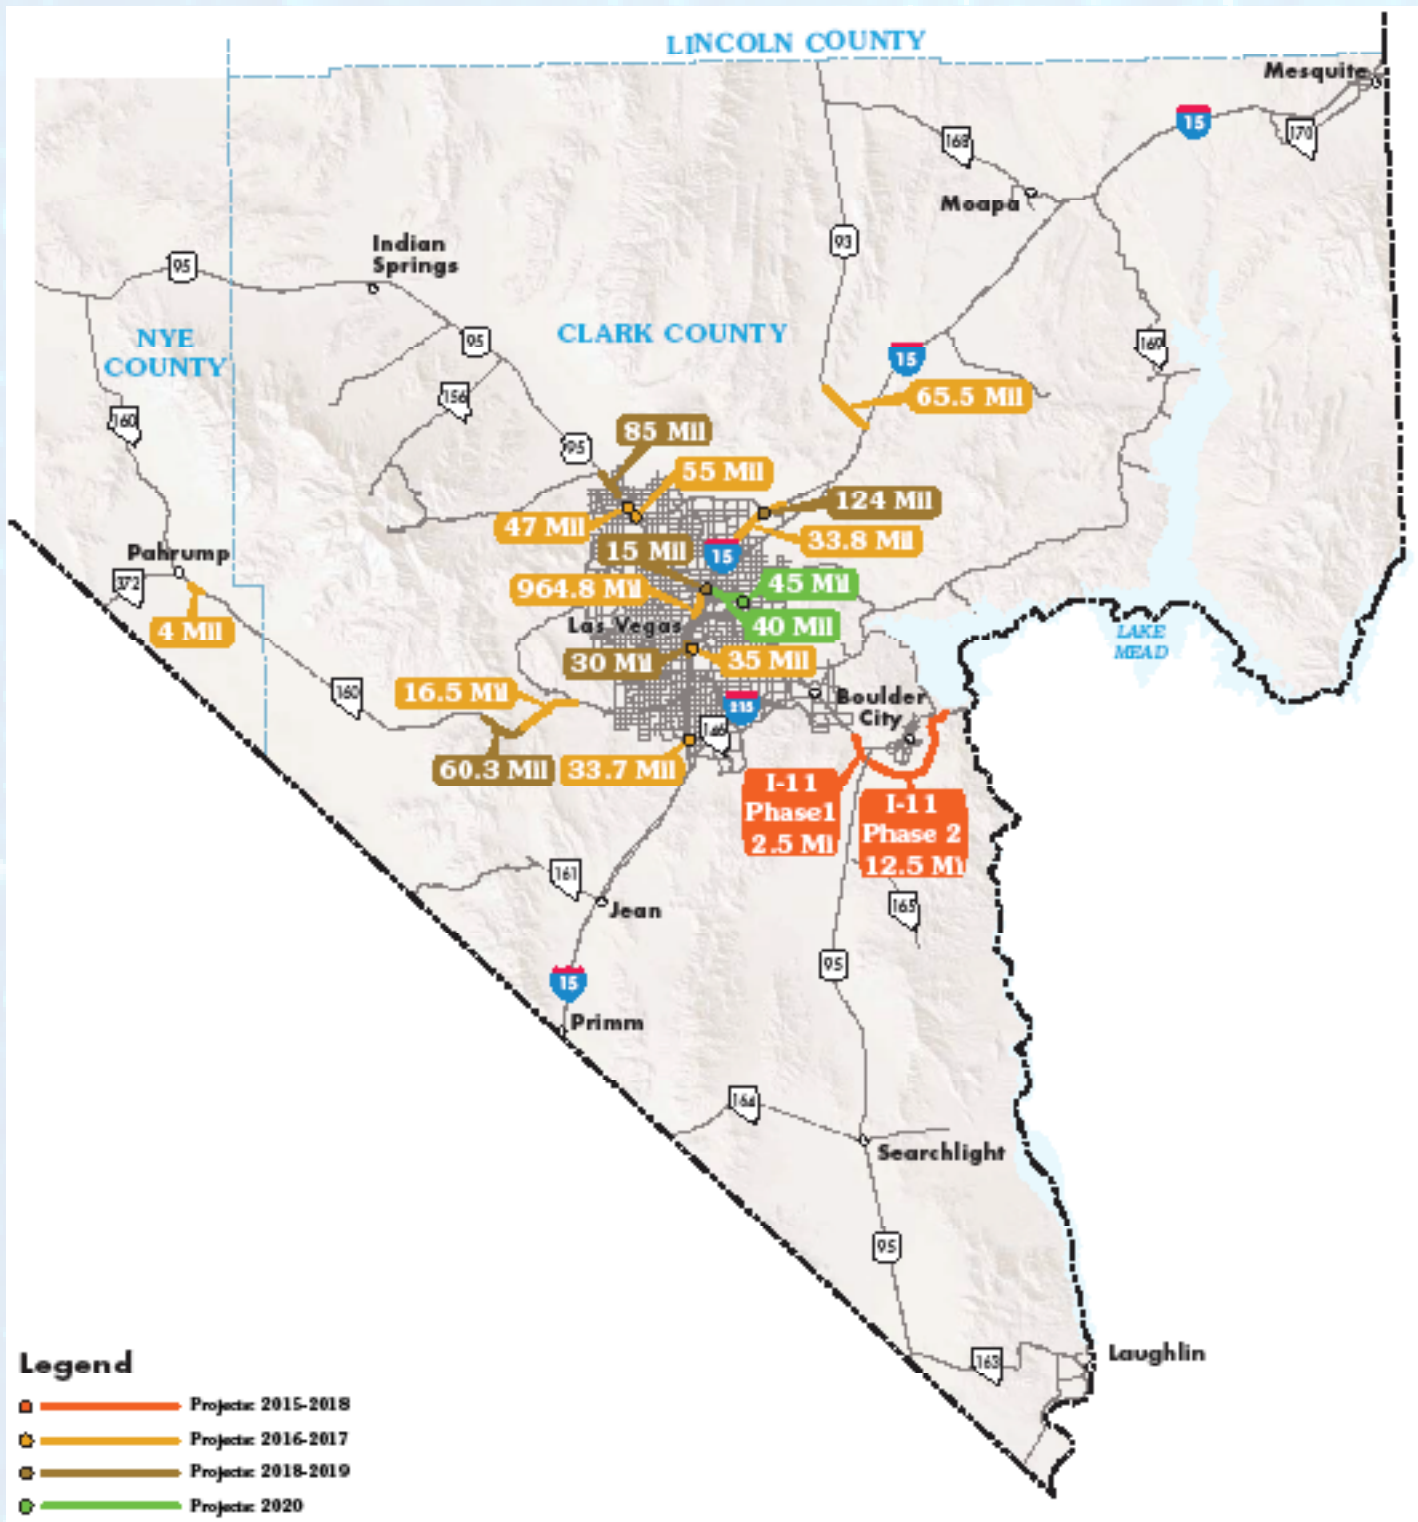 LINCOLN COUNTY
Mesquite
15
170
168
Moapa
93
Indian
Springs
95
NYE
COUNTY
CLARK COUNTY
95
169
15
156
65.5 Mil
160
85 Mil
95
55 Mil
124 Mil
47 Mil
33.8 Mil
15 Mil
15
Pahrump
372
964.8 Mil
45 Mil
Las Vegas
40 Mil
4 Mil
LAKE
MEAD
30 Mil
35 Mil
160
16.5 Mil
Boulder
City
215
146
60.3 Mil
33.7 Mil
I-11
Phase1
2.5 Mi
I-11
Phase 2
12.5 Mi
161
Jean
165
95
15
Primm
164
Searchlight
95
163
Laughlin
Legend
Projects: 2015-2018
Projects: 2016-2017
Projects: 2018-2019
Projects: 2020